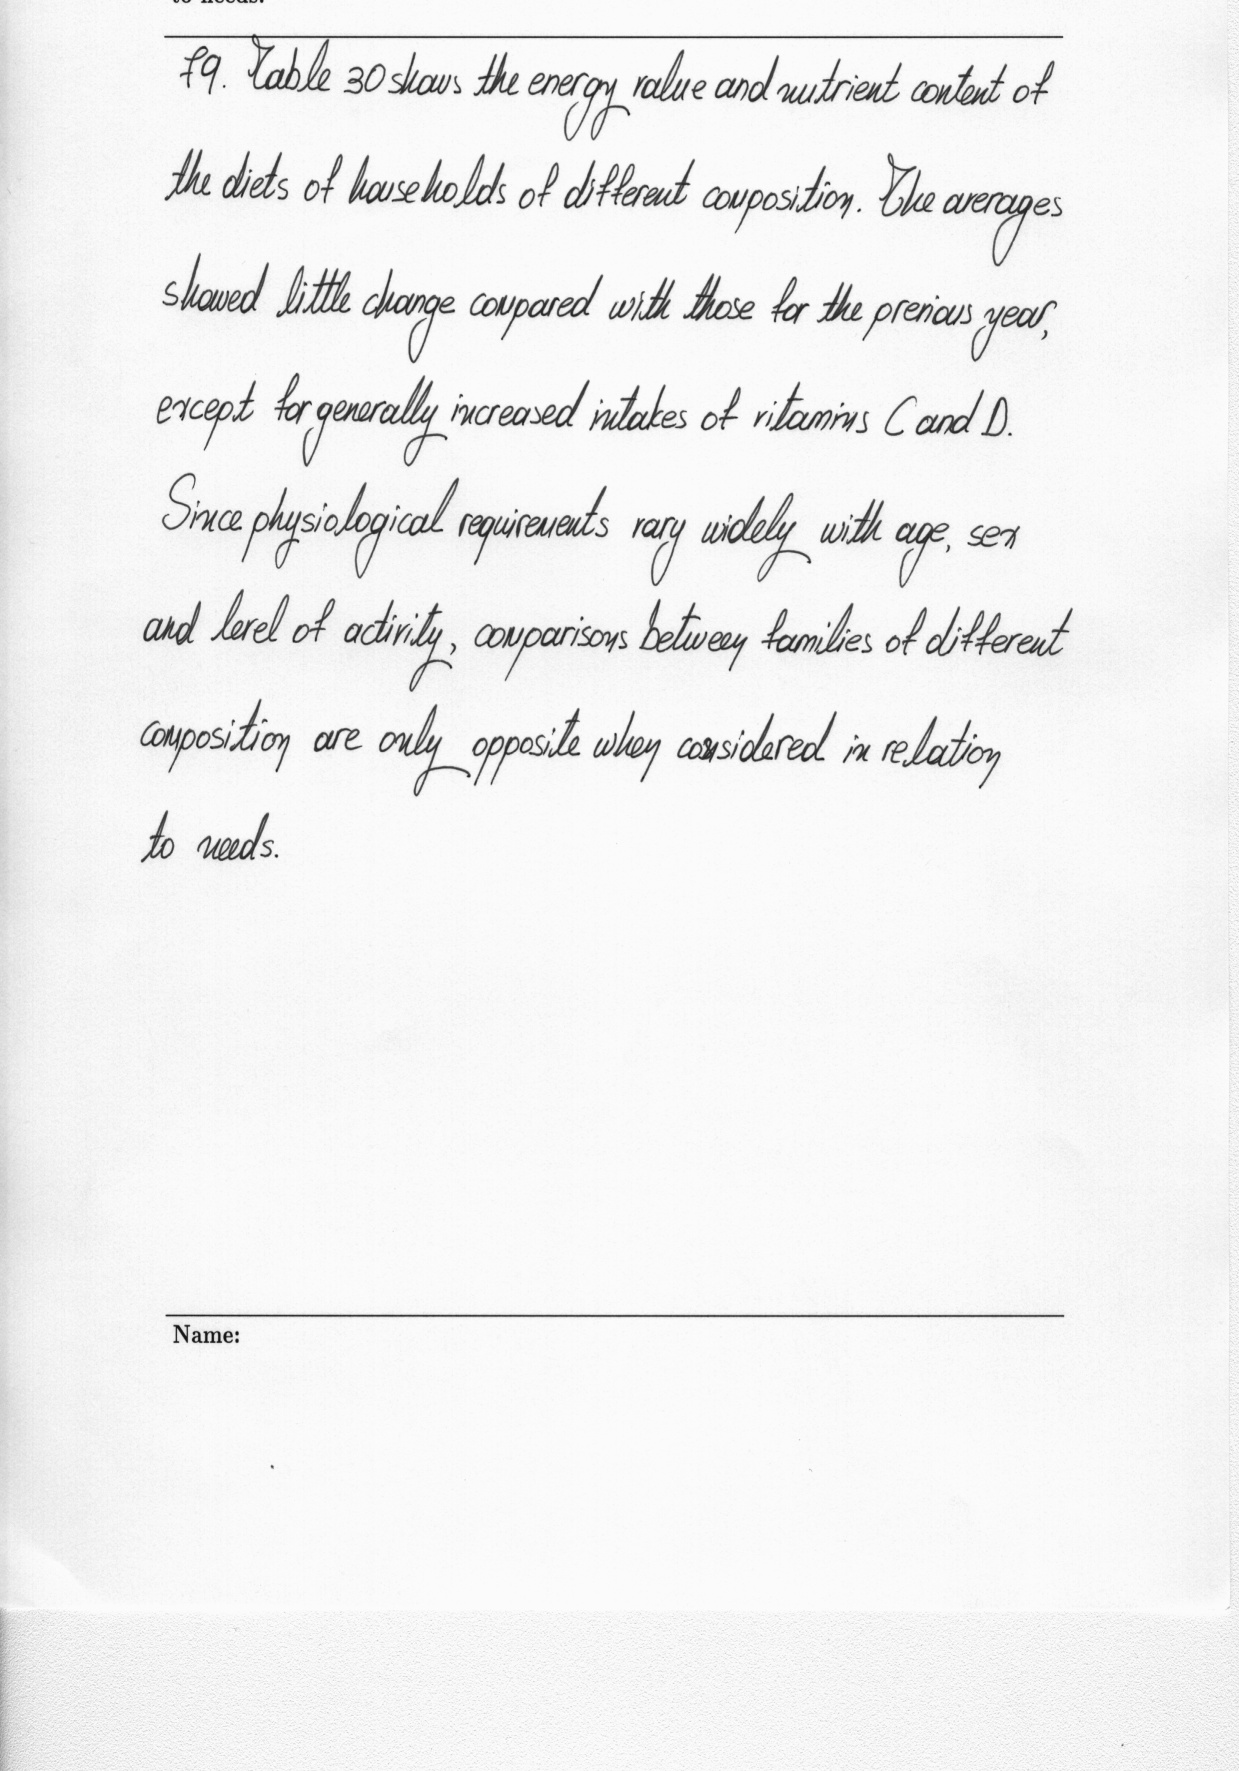 to needs.
79. Table 30 shows the energy value and nutrient content of
the diets of households of different composition. The averages
showed little change compared with those for the previous year,
except for generally increased intakes of vitamins C and D.
Since physiological requirements vary widely with age, sex
and level of activity, comparisons between families of different
composition are only opposite when considered in relation
to needs.
Name: